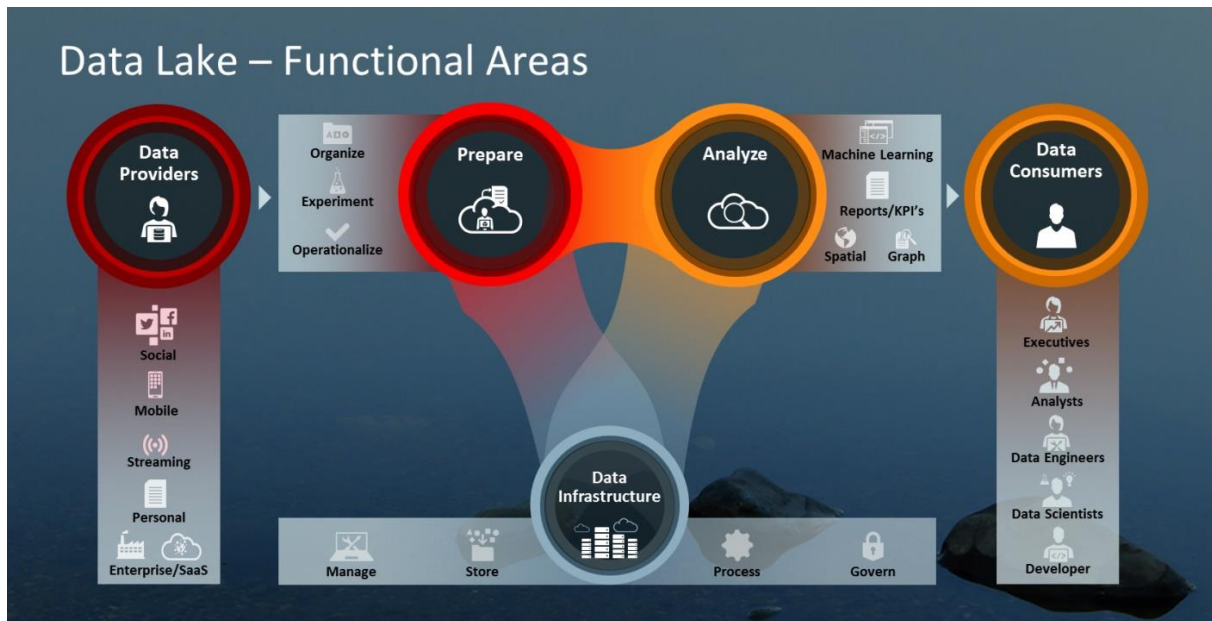 Data Lake – Functional Areas
Data
Providers
Social
Mobile
Streaming
Personal
Enterprise/SaaS
Organize
Experiment
Operationalize
Prepare
Analyze
Machine Learning
Reports/KPI's
Spatial
Graph
Data
Consumers
Executives
Analysts
Data Engineers
Data Scientists
Developer
Data
Infrastructure
Manage
Store
Process
Govern